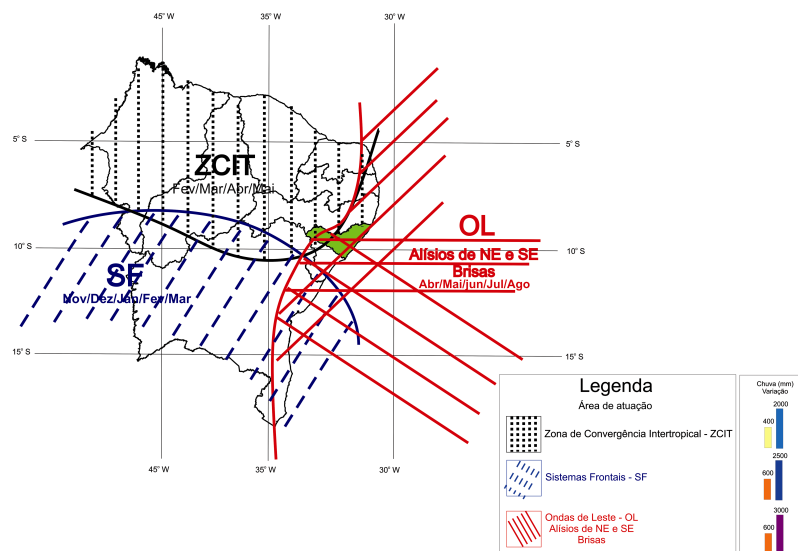 45° W
35° W
30° W
5° S
5° S
ZCIT
Fev/Mar/Abr/Mai
OL
10° S
10° S
Alísios de NE e SE
Brisas
Abr/Mai/jun/Jul/Ago
SF
Nov/Dez/Jan/Fev/Mar
15° S
15° S
45° W
35° W
30° W
Legenda
Área de atuação
Zona de Convergência Intertropical - ZCIT
Sistemas Frontais - SF
Ondas de Leste - OL
Alísios de NE e SE
Brisas
Chuva (mm)
Variação
2000
400
2500
600
3000
600